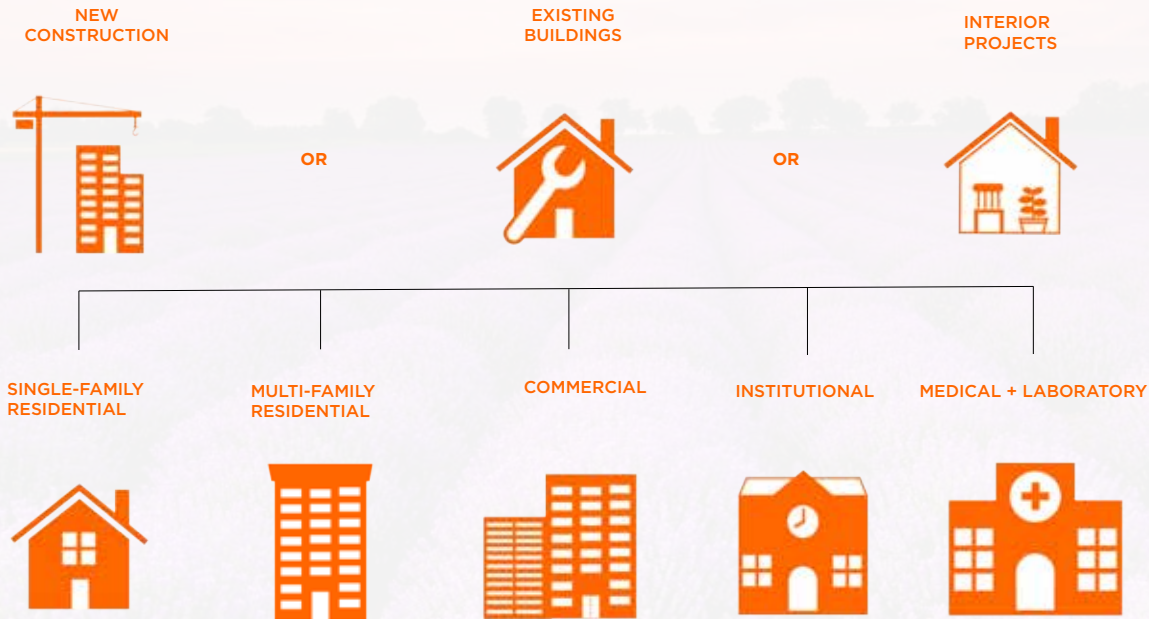 NEW
CONSTRUCTION
EXISTING
BUILDINGS
INTERIOR
PROJECTS
OR
OR
SINGLE-FAMILY
RESIDENTIAL
MULTI-FAMILY
RESIDENTIAL
COMMERCIAL
INSTITUTIONAL
MEDICAL + LABORATORY